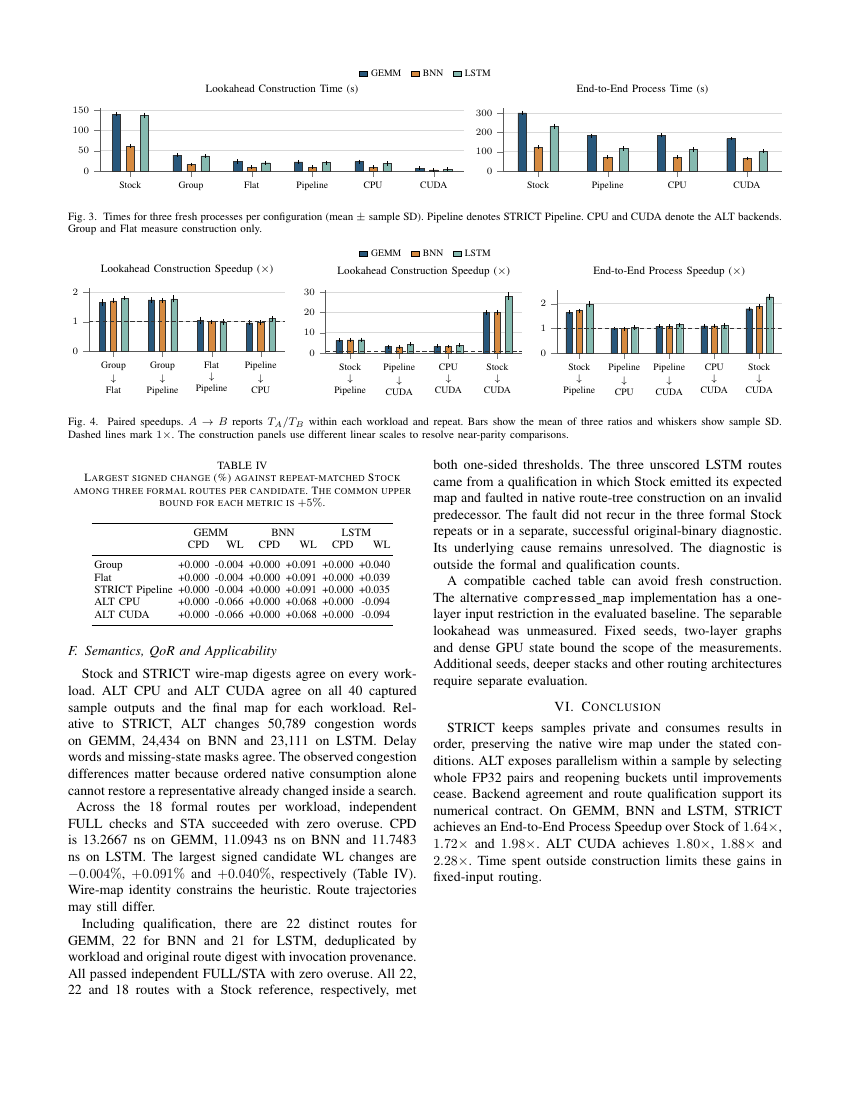 GEMM BNN LSTM
Lookahead Construction Time (s)
150
100
50
0
Stock Group Flat Pipeline CPU CUDA
End-to-End Process Time (s)
300
200
100
0
Stock Pipeline CPU CUDA
Fig. 3. Times for three fresh processes per configuration (mean ± sample SD). Pipeline denotes STRICT Pipeline. CPU and CUDA denote the ALT backends.
Group and Flat measure construction only.
GEMM BNN LSTM
Lookahead Construction Speedup (×)
2
1
0
Group ↓ Flat
Group ↓ Pipeline
Flat ↓ Pipeline
Pipeline ↓ CPU
Lookahead Construction Speedup (×)
30
20
10
0
Stock ↓ Pipeline
Pipeline ↓ CUDA
CPU ↓ CUDA
Stock ↓ CUDA
End-to-End Process Speedup (×)
2
1
0
Stock ↓ Pipeline
Pipeline ↓ CPU
Pipeline ↓ CUDA
CPU ↓ CUDA
Stock ↓ CUDA
Fig. 4. Paired speedups. A → B reports T_A/T_B within each workload and repeat. Bars show the mean of three ratios and whiskers show sample SD.
Dashed lines mark 1×. The construction panels use different linear scales to resolve near-parity comparisons.
TABLE IV
LARGEST SIGNED CHANGE (%) AGAINST REPEAT-MATCHED STOCK
AMONG THREE FORMAL ROUTES PER CANDIDATE. THE COMMON UPPER
BOUND FOR EACH METRIC IS +5%.
GEMM BNN LSTM
CPD WL CPD WL CPD WL
Group +0.000 -0.004 +0.000 +0.091 +0.000 +0.040
Flat +0.000 -0.004 +0.000 +0.091 +0.000 +0.039
STRICT Pipeline +0.000 -0.004 +0.000 +0.091 +0.000 +0.035
ALT CPU +0.000 -0.066 +0.000 +0.068 +0.000 -0.094
ALT CUDA +0.000 -0.066 +0.000 +0.068 +0.000 -0.094
F. Semantics, QoR and Applicability
Stock and STRICT wire-map digests agree on every work-
load. ALT CPU and ALT CUDA agree on all 40 captured
sample outputs and the final map for each workload. Rel-
ative to STRICT, ALT changes 50,789 congestion words
on GEMM, 24,434 on BNN and 23,111 on LSTM. Delay
words and missing-state masks agree. The observed congestion
differences matter because ordered native consumption alone
cannot restore a representative already changed inside a search.
Across the 18 formal routes per workload, independent
FULL checks and STA succeeded with zero overuse. CPD
is 13.2667 ns on GEMM, 11.0943 ns on BNN and 11.7483
ns on LSTM. The largest signed candidate WL changes are
−0.004%, +0.091% and +0.040%, respectively (Table IV).
Wire-map identity constrains the heuristic. Route trajectories
may still differ.
Including qualification, there are 22 distinct routes for
GEMM, 22 for BNN and 21 for LSTM, deduplicated by
workload and original route digest with invocation provenance.
All passed independent FULL/STA with zero overuse. All 22,
22 and 18 routes with a Stock reference, respectively, met
both one-sided thresholds. The three unscored LSTM routes
came from a qualification in which Stock emitted its expected
map and faulted in native route-tree construction on an invalid
predecessor. The fault did not recur in the three formal Stock
repeats or in a separate, successful original-binary diagnostic.
Its underlying cause remains unresolved. The diagnostic is
outside the formal and qualification counts.
A compatible cached table can avoid fresh construction.
The alternative compressed_map implementation has a one-
layer input restriction in the evaluated baseline. The separable
lookahead was unmeasured. Fixed seeds, two-layer graphs
and dense GPU state bound the scope of the measurements.
Additional seeds, deeper stacks and other routing architectures
require separate evaluation.
VI. CONCLUSION
STRICT keeps samples private and consumes results in
order, preserving the native wire map under the stated con-
ditions. ALT exposes parallelism within a sample by selecting
whole FP32 pairs and reopening buckets until improvements
cease. Backend agreement and route qualification support its
numerical contract. On GEMM, BNN and LSTM, STRICT
achieves an End-to-End Process Speedup over Stock of 1.64×,
1.72× and 1.98×. ALT CUDA achieves 1.80×, 1.88× and
2.28×. Time spent outside construction limits these gains in
fixed-input routing.